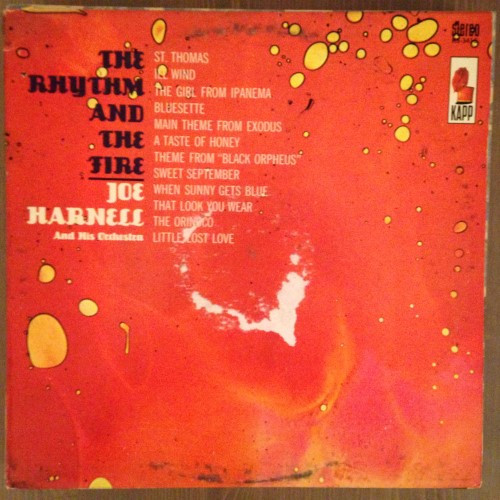 THE
RHYTHM
AND
THE
FIRE
JOE
HARNELL
And His Orchestra
ST. THOMAS
ILL WIND
THE GIRL FROM IPANEMA
BLUESETTE
MAIN THEME FROM EXODUS
A TASTE OF HONEY
THEME FROM "BLACK ORPHEUS"
SWEET SEPTEMBER
WHEN SUNNY GETS BLUE
THAT LOOK YOU WEAR
THE ORINOCO
LITTLE LOST LOVE
stereo
KAPP